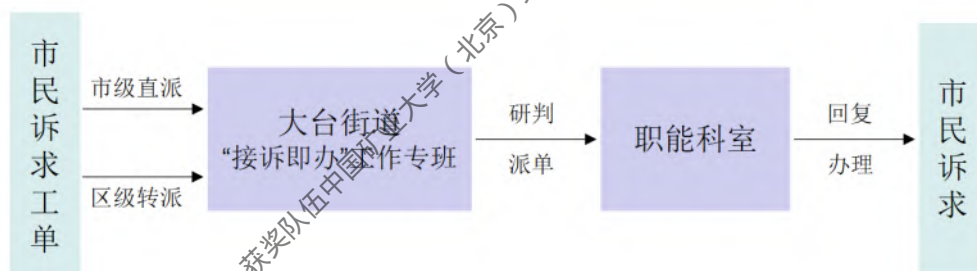 市民诉求工单
市级直派
区级转派
大台街道
“接诉即办”工作专班
研判
派单
职能科室
回复
办理
市民诉求
获奖队伍中国矿业大学（北京）